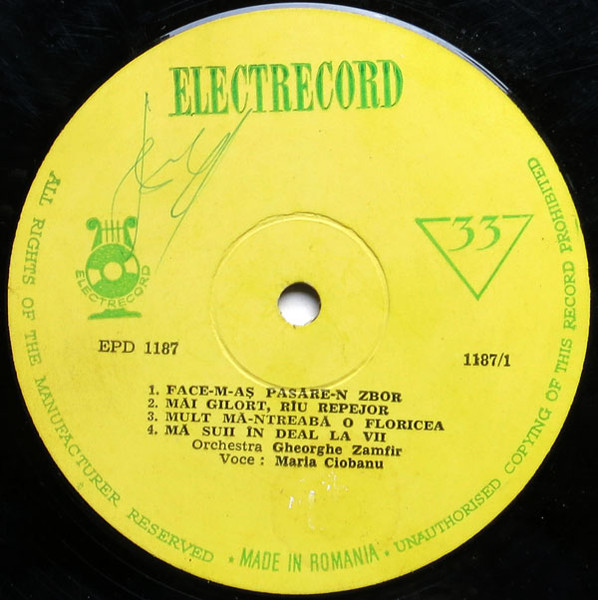 ELECTRECORD
33
ELECTRECORD
EPD 1187
1187/1
1. FACE-M-AȘ PASĂRE-N ZBOR
2. MĂI GILORT, RÎU REPEJOR
3. MULT MĂ-NTREABĂ O FLORICEA
4. MĂ SUII ÎN DEAL LA VII
Orchestra Gheorghe Zamfir
Voce : Maria Ciobanu
ALL RIGHTS OF THE MANUFACTURER RESERVED • MADE IN ROMANIA • UNAUTHORISED COPYING OF THIS RECORD PROHIBITED